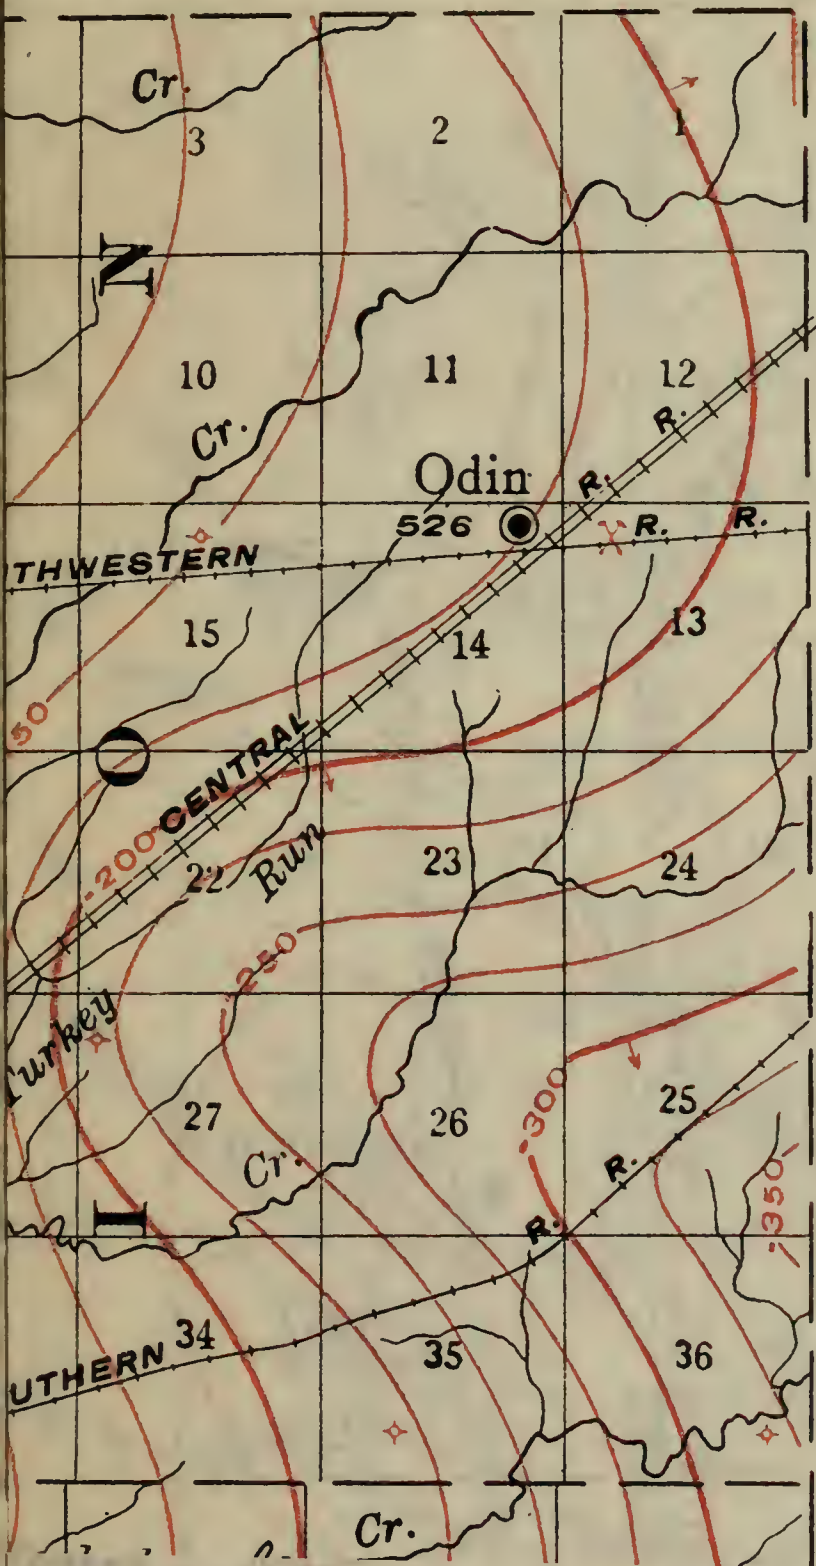 Cr.
3
2
1
N
10
11
12
Cr.
R.
Odin
R.
526
R.
R.
THWESTERN
15
14
13
50
O
CENTRAL
-200
22
Run
23
24
-250
Turkey
27
26
25
-300
Cr.
R.
-350
I
R.
34
35
36
UTHERN
Cr.